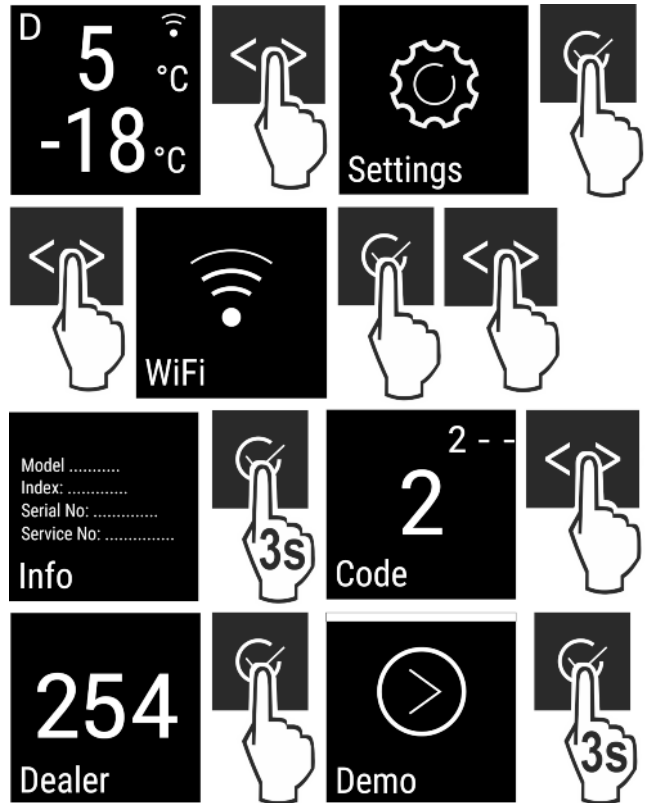 D
5 °C
-18 °C
< >
Settings
< >
WiFi
< >
Model ...........
Index: .............
Serial No: ..............
Service No: ...............
Info
3s
2 - -
2
Code
< >
254
Dealer
>
Demo
3s